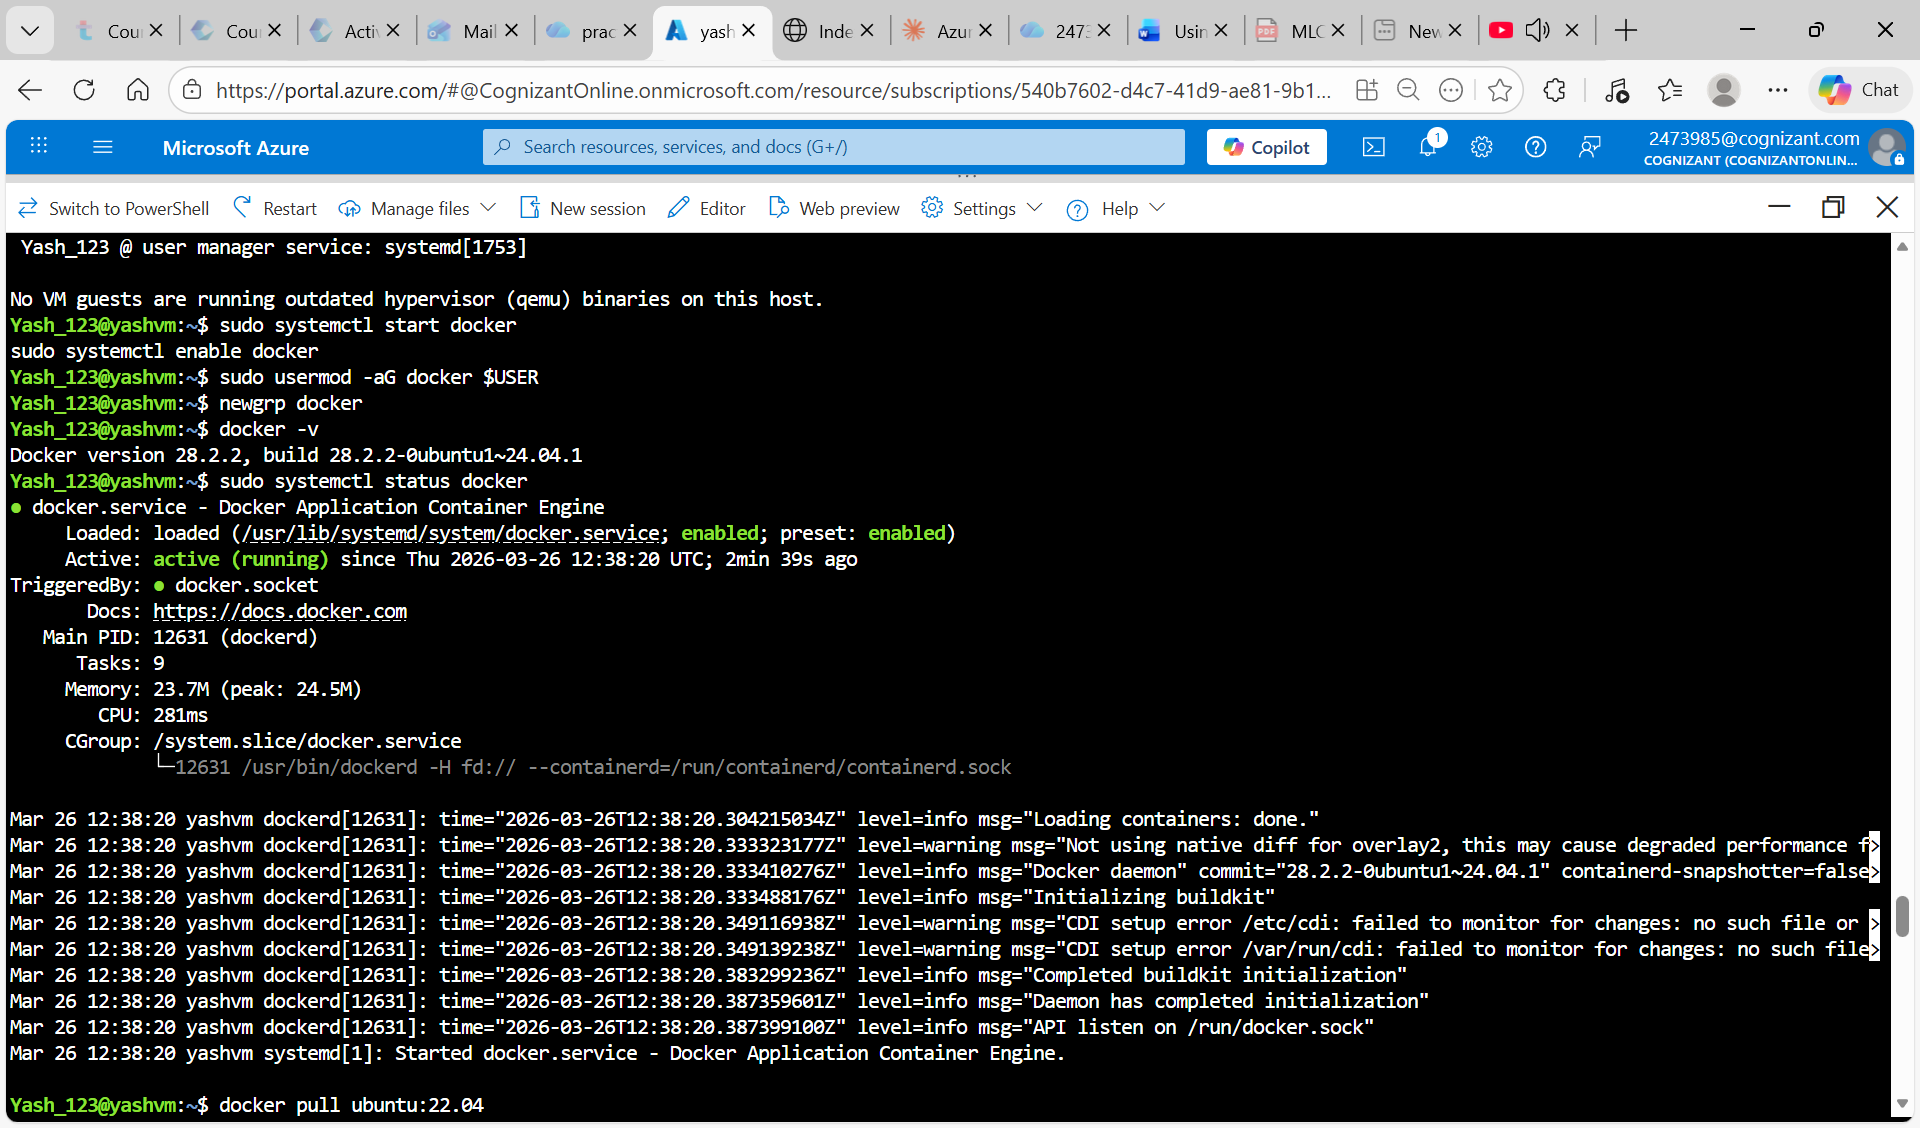 Cour
Cour
Activ
Mail
prac
yash
Inde
Azur
2473
Usin
MLC
New
https://portal.azure.com/#@CognizantOnline.onmicrosoft.com/resource/subscriptions/540b7602-d4c7-41d9-ae81-9b1...
Chat
Microsoft Azure
Search resources, services, and docs (G+/)
Copilot
1
2473985@cognizant.com
COGNIZANT (COGNIZANTONLIN...
Switch to PowerShell
Restart
Manage files
New session
Editor
Web preview
Settings
Help
Yash_123 @ user manager service: systemd[1753]
No VM guests are running outdated hypervisor (qemu) binaries on this host.
Yash_123@yashvm:~$ sudo systemctl start docker
sudo systemctl enable docker
Yash_123@yashvm:~$ sudo usermod -aG docker $USER
Yash_123@yashvm:~$ newgrp docker
Yash_123@yashvm:~$ docker -v
Docker version 28.2.2, build 28.2.2-0ubuntu1~24.04.1
Yash_123@yashvm:~$ sudo systemctl status docker
● docker.service - Docker Application Container Engine
Loaded: loaded (/usr/lib/systemd/system/docker.service; enabled; preset: enabled)
Active: active (running) since Thu 2026-03-26 12:38:20 UTC; 2min 39s ago
TriggeredBy: ● docker.socket
Docs: https://docs.docker.com
Main PID: 12631 (dockerd)
Tasks: 9
Memory: 23.7M (peak: 24.5M)
CPU: 281ms
CGroup: /system.slice/docker.service
└─12631 /usr/bin/dockerd -H fd:// --containerd=/run/containerd/containerd.sock
Mar 26 12:38:20 yashvm dockerd[12631]: time="2026-03-26T12:38:20.304215034Z" level=info msg="Loading containers: done."
Mar 26 12:38:20 yashvm dockerd[12631]: time="2026-03-26T12:38:20.333323177Z" level=warning msg="Not using native diff for overlay2, this may cause degraded performance f>
Mar 26 12:38:20 yashvm dockerd[12631]: time="2026-03-26T12:38:20.333410276Z" level=info msg="Docker daemon" commit="28.2.2-0ubuntu1~24.04.1" containerd-snapshotter=false>
Mar 26 12:38:20 yashvm dockerd[12631]: time="2026-03-26T12:38:20.333488176Z" level=info msg="Initializing buildkit"
Mar 26 12:38:20 yashvm dockerd[12631]: time="2026-03-26T12:38:20.349116938Z" level=warning msg="CDI setup error /etc/cdi: failed to monitor for changes: no such file or >
Mar 26 12:38:20 yashvm dockerd[12631]: time="2026-03-26T12:38:20.349139238Z" level=warning msg="CDI setup error /var/run/cdi: failed to monitor for changes: no such file>
Mar 26 12:38:20 yashvm dockerd[12631]: time="2026-03-26T12:38:20.383299236Z" level=info msg="Completed buildkit initialization"
Mar 26 12:38:20 yashvm dockerd[12631]: time="2026-03-26T12:38:20.387359601Z" level=info msg="Daemon has completed initialization"
Mar 26 12:38:20 yashvm dockerd[12631]: time="2026-03-26T12:38:20.387399100Z" level=info msg="API listen on /run/docker.sock"
Mar 26 12:38:20 yashvm systemd[1]: Started docker.service - Docker Application Container Engine.
Yash_123@yashvm:~$ docker pull ubuntu:22.04